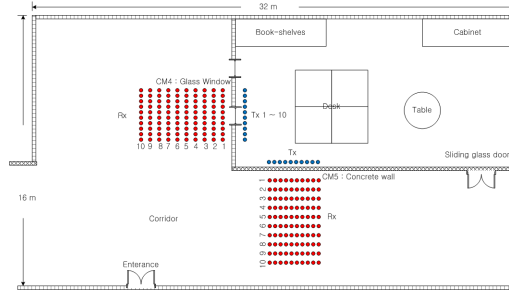 32 m
Book-shelves
Cabinet
CM4 : Glass Window
Rx
Tx 1 ~ 10
Desk
Table
10 9 8 7 6 5 4 3 2 1
Tx
Sliding glass door
CM5 : Concrete wall
16 m
1
2
3
4
5
6
7
8
9
10
Rx
Corridor
Enterance